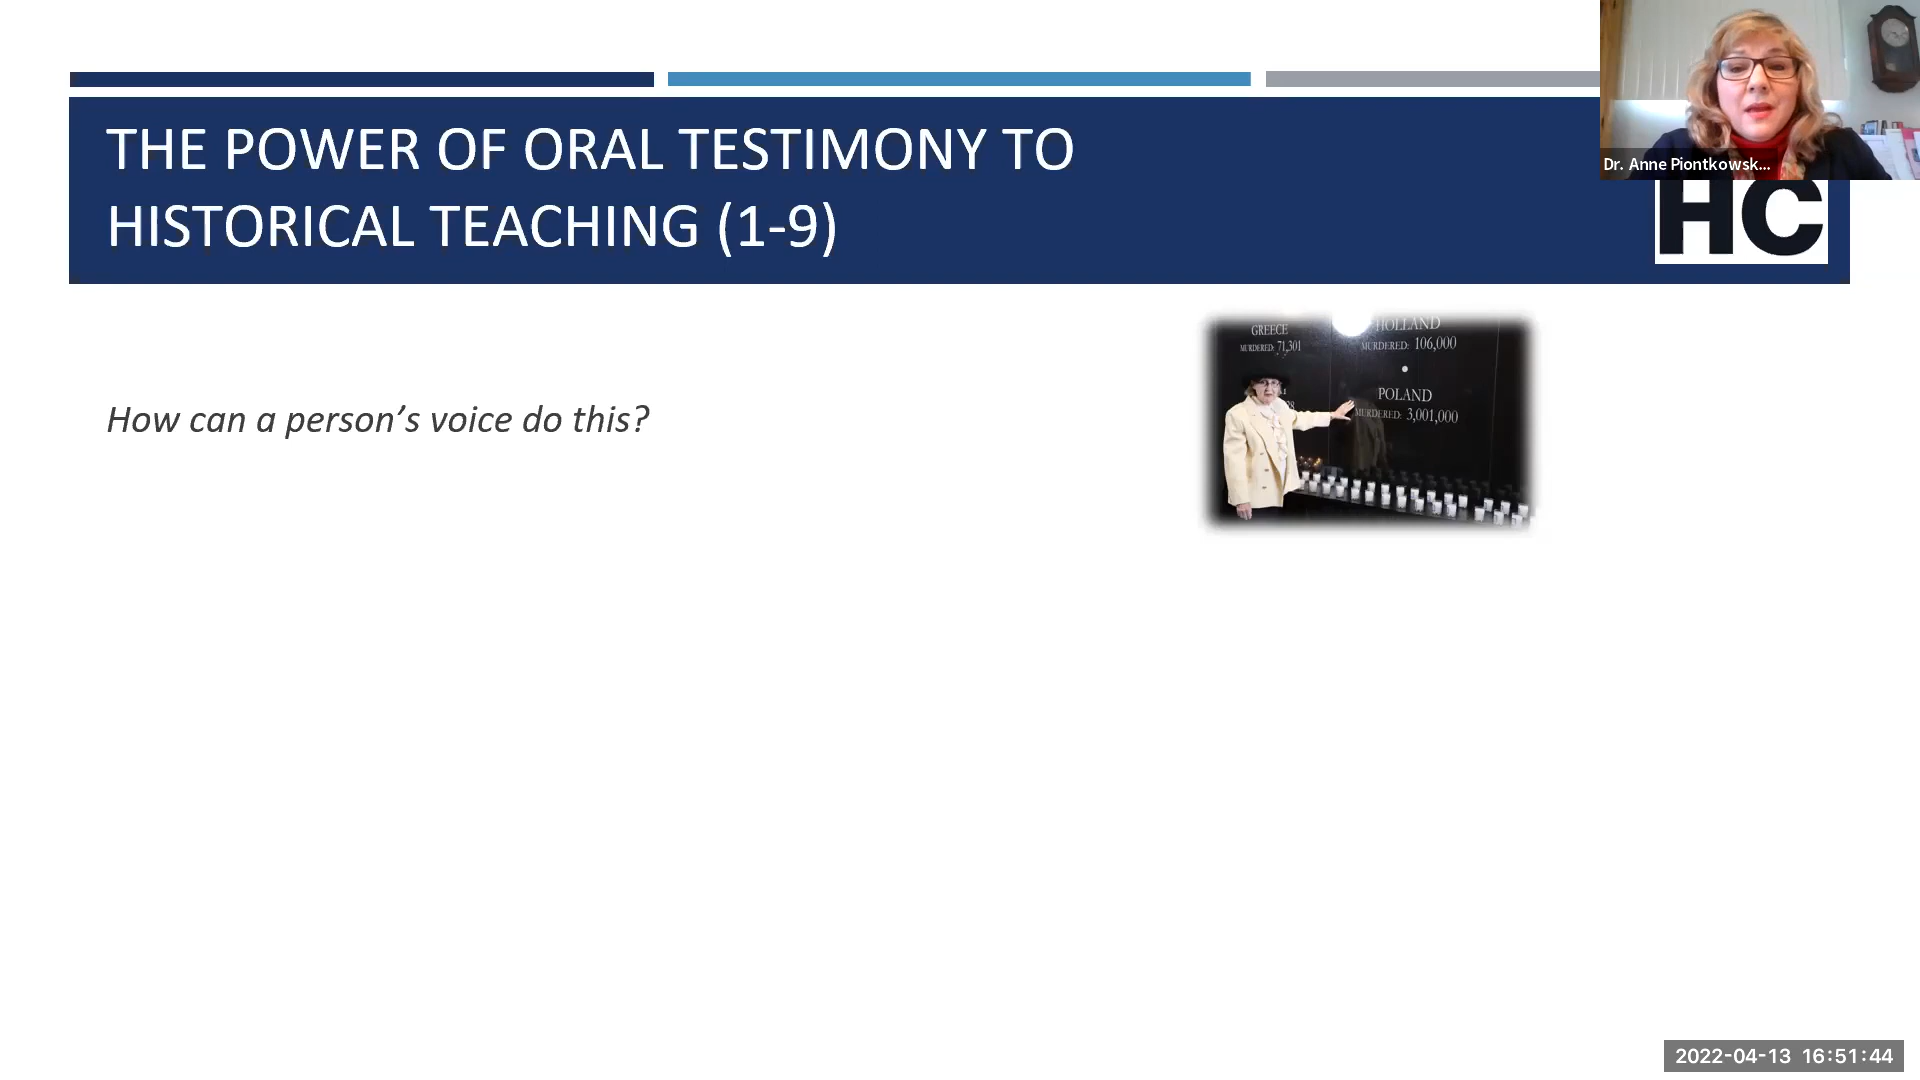 THE POWER OF ORAL TESTIMONY TO
HISTORICAL TEACHING (1-9)
Dr. Anne Piontkowsk...
HC
How can a person’s voice do this?
GREECE
MURDERED: 71,301
HOLLAND
MURDERED: 106,000
POLAND
MURDERED: 3,001,000
2022-04-13 16:51:44